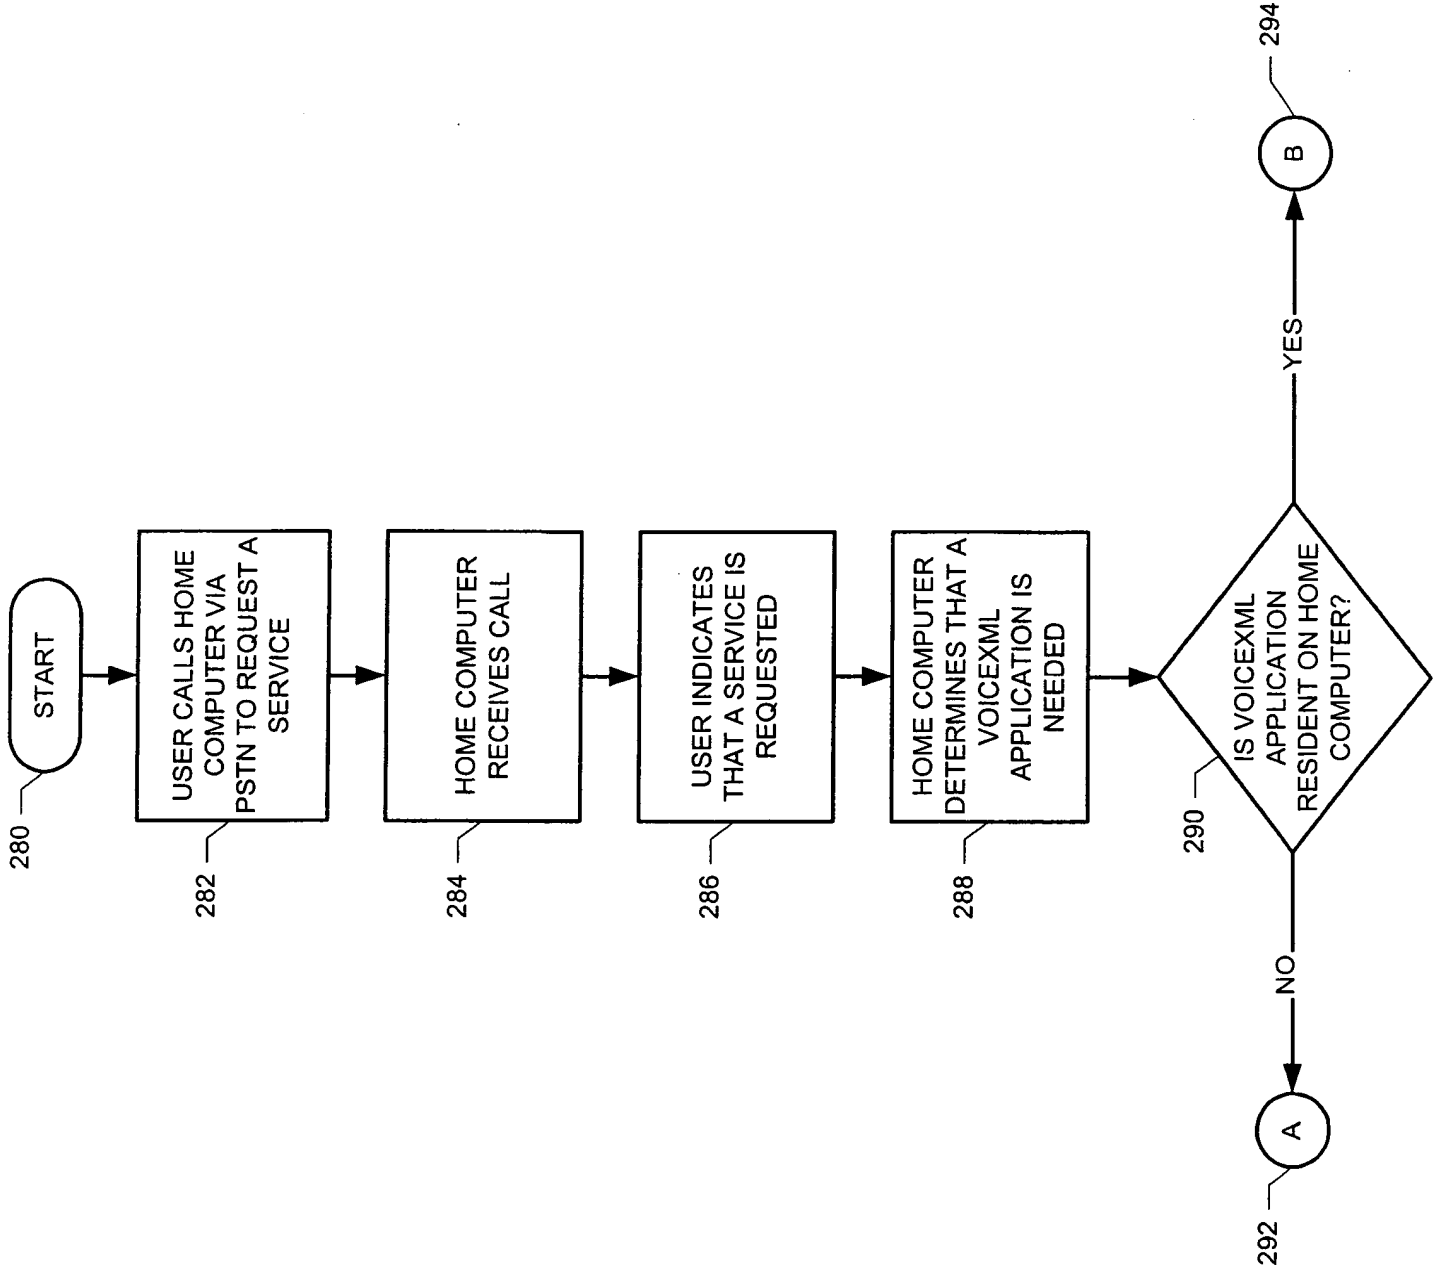 START
280
USER CALLS HOME
COMPUTER VIA
PSTN TO REQUEST A
SERVICE
282
HOME COMPUTER
RECEIVES CALL
284
USER INDICATES
THAT A SERVICE IS
REQUESTED
286
HOME COMPUTER
DETERMINES THAT A
VOICEXML
APPLICATION IS
NEEDED
288
IS VOICEXML
APPLICATION
RESIDENT ON HOME
COMPUTER?
290
NO
A
292
YES
B
294